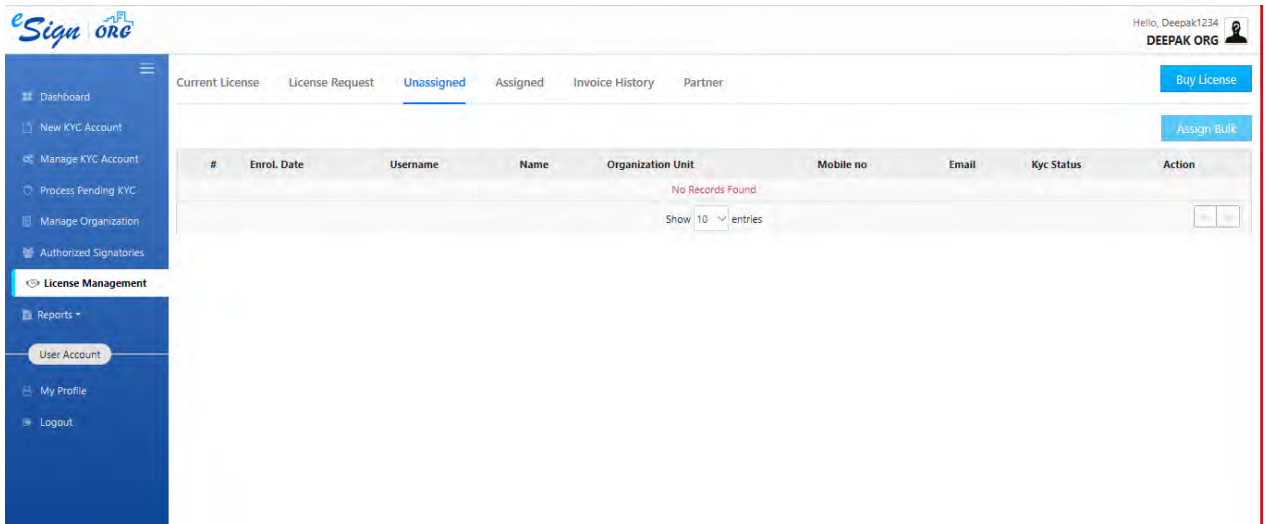 eSign ORG
Hello, Deepak1234
DEEPAK ORG
Current License License Request Unassigned Assigned Invoice History Partner Buy License
Dashboard
New KYC Account
Assign Bulk
Manage KYC Account
# Enrol. Date Username Name Organization Unit Mobile no Email Kyc Status Action
Process Pending KYC
No Records Found
Manage Organization
Show 10 entries
Authorized Signatories
License Management
Reports
User Account
My Profile
Logout